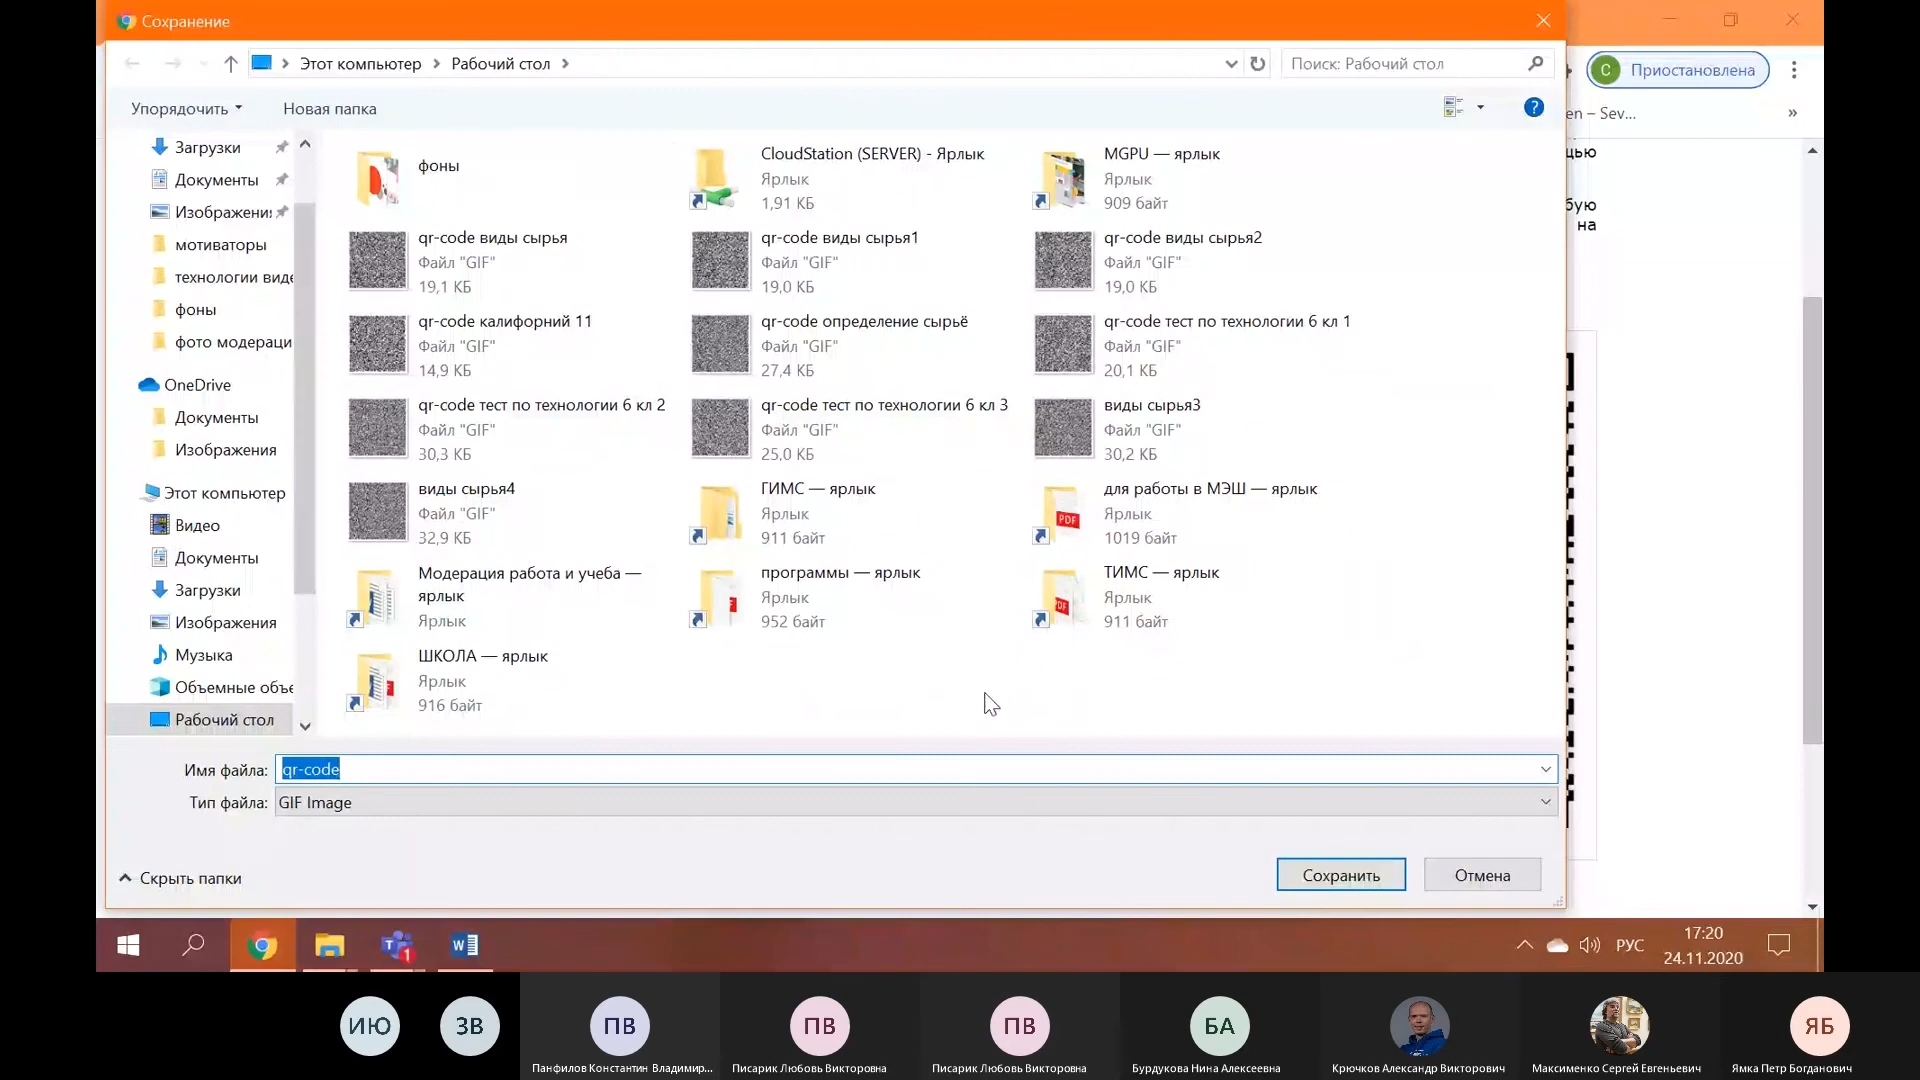 Сохранение
Этот компьютер
Рабочий стол
Поиск: Рабочий стол
С
Приостановлена
Упорядочить
Новая папка
?
en – Sev...
»
Загрузки
Документы
Изображени
мотиваторы
технологии виде
фоны
фото модераци
OneDrive
Документы
Изображения
Этот компьютер
Видео
Документы
Загрузки
Изображения
Музыка
Объемные объе
Рабочий стол
фоны
CloudStation (SERVER) - Ярлык
Ярлык
1,91 КБ
MGPU — ярлык
Ярлык
909 байт
qr-code виды сырья
Файл "GIF"
19,1 КБ
qr-code виды сырья1
Файл "GIF"
19,0 КБ
qr-code виды сырья2
Файл "GIF"
19,0 КБ
qr-code калифорний 11
Файл "GIF"
14,9 КБ
qr-code определение сырьё
Файл "GIF"
27,4 КБ
qr-code тест по технологии 6 кл 1
Файл "GIF"
20,1 КБ
qr-code тест по технологии 6 кл 2
Файл "GIF"
30,3 КБ
qr-code тест по технологии 6 кл 3
Файл "GIF"
25,0 КБ
виды сырья3
Файл "GIF"
30,2 КБ
виды сырья4
Файл "GIF"
32,9 КБ
ГИМС — ярлык
Ярлык
911 байт
для работы в МЭШ — ярлык
Ярлык
1019 байт
PDF
Модерация работа и учеба —
ярлык
Ярлык
программы — ярлык
Ярлык
952 байт
ТИМС — ярлык
Ярлык
911 байт
ШКОЛА — ярлык
Ярлык
916 байт
щью
бую
на
Имя файла:
qr-code
Тип файла:
GIF Image
Скрыть папки
Сохранить
Отмена
1
РУС
17:20
24.11.2020
ИЮ
ЗВ
ПВ
ПВ
ПВ
БА
ЯБ
Панфилов Константин Владимир...
Писарик Любовь Викторовна
Писарик Любовь Викторовна
Бурдукова Нина Алексеевна
Крючков Александр Викторович
Максименко Сергей Евгеньевич
Ямка Петр Богданович